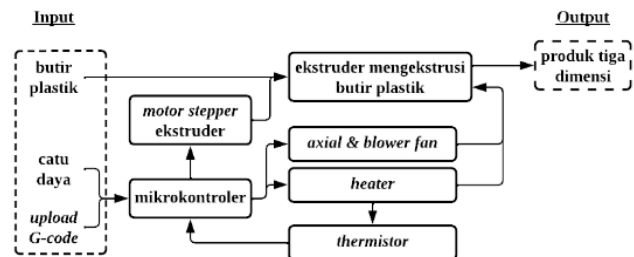 Input
Output
butir
plastik
ekstruder mengekstrusi
butir plastik
produk tiga
dimensi
motor stepper
ekstruder
axial & blower fan
catu
daya
mikrokontroler
heater
upload
G-code
thermistor